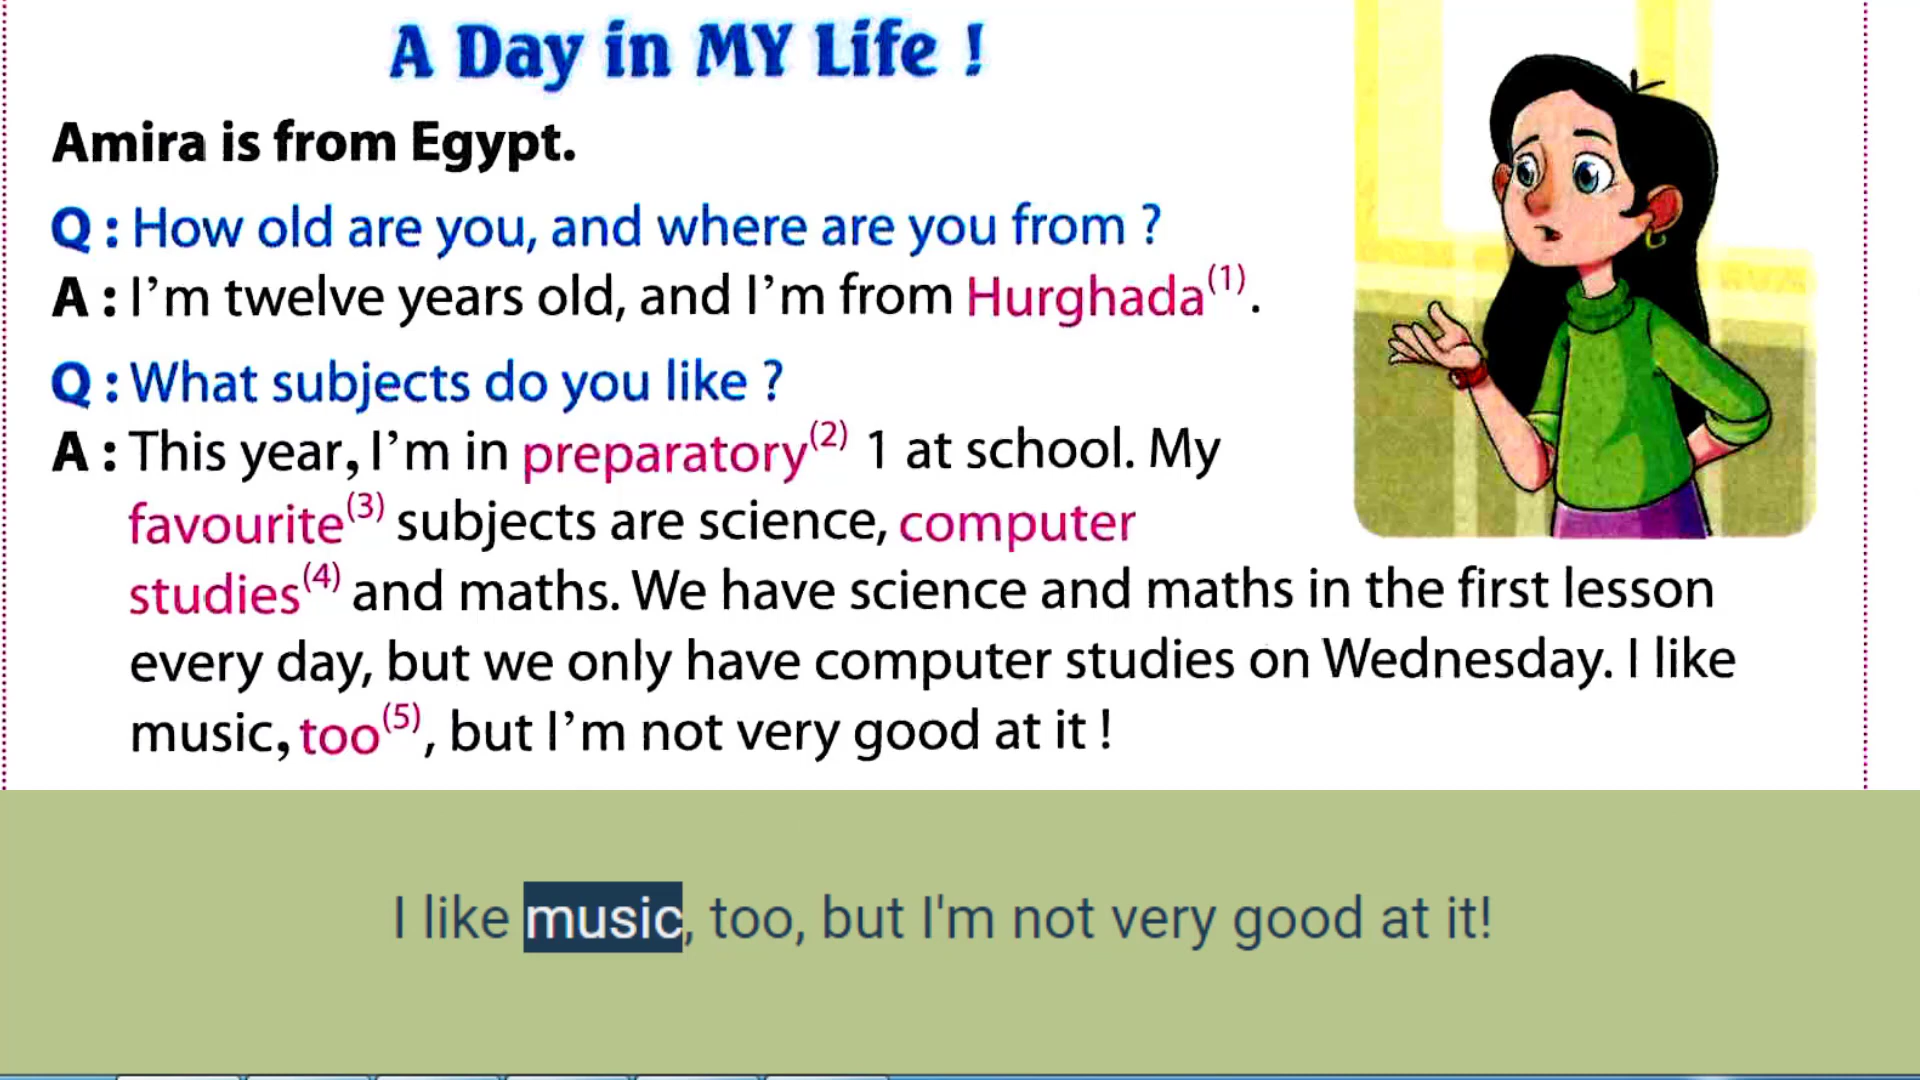 A Day in MY Life !
Amira is from Egypt.
Q : How old are you, and where are you from ?
A : I'm twelve years old, and I'm from Hurghada(1).
Q : What subjects do you like ?
A : This year, I'm in preparatory(2) 1 at school. My
favourite(3) subjects are science, computer
studies(4) and maths. We have science and maths in the first lesson
every day, but we only have computer studies on Wednesday. I like
music, too(5), but I'm not very good at it !
I like music, too, but I'm not very good at it!